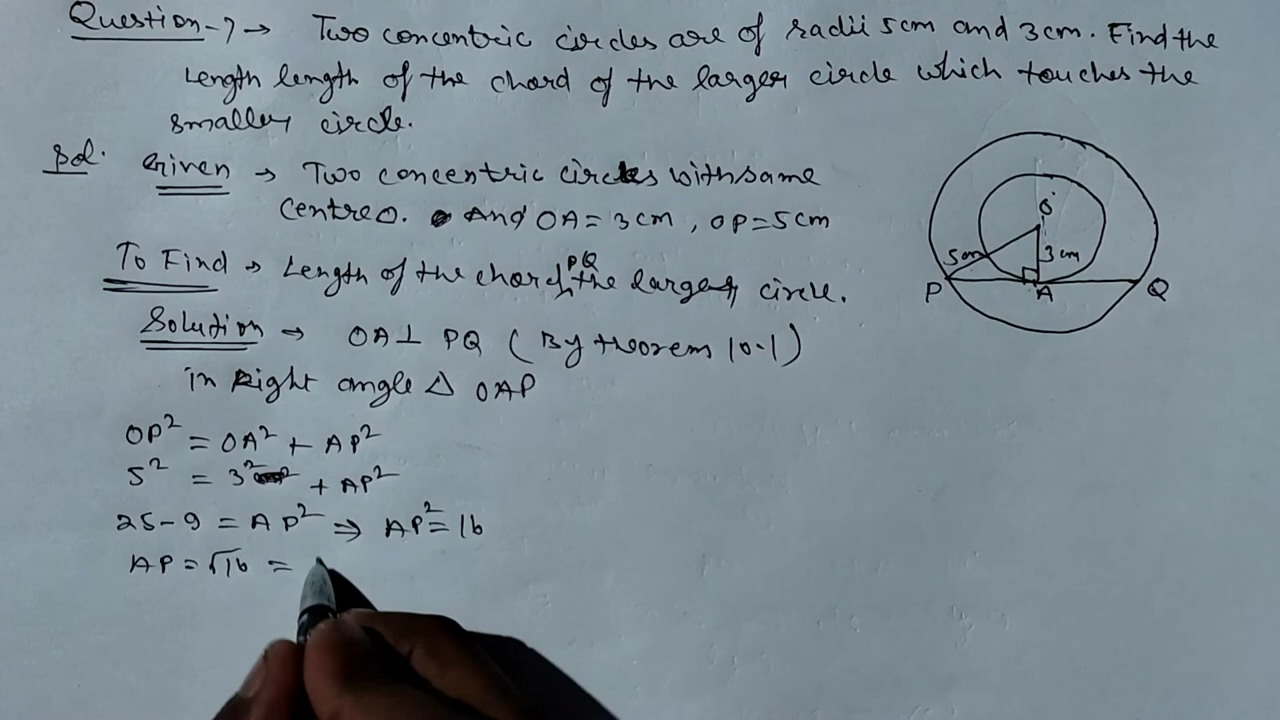 Question-7→ Two concentric circles are of radii 5cm and 3cm. Find the
Length length of the chord of the larger circle which touches the
smaller circle.
Sol. Given → Two concentric circles with same
centre O. And OA = 3cm, OP=5cm
To Find → Length of the chord PQ the larger circle.
Solution → OA⊥ PQ (By theorem 10.1)
in Right angle △ OAP
OP² = OA² + AP²
5² = 3² + AP²
25-9 = AP² ⇒ AP² = 16
AP = √16 =
O
5cm
3cm
P
A
Q